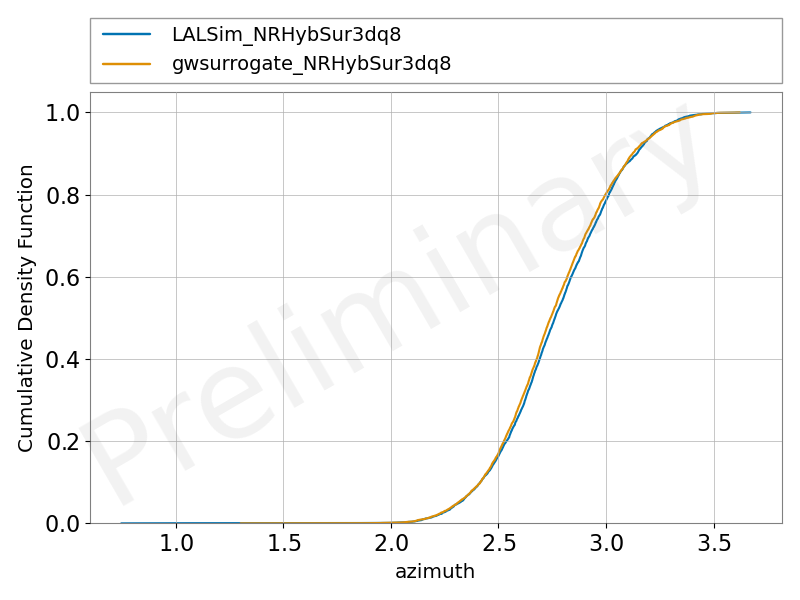 LALSim_NRHybSur3dq8
gwsurrogate_NRHybSur3dq8
1.0
0.8
0.6
0.4
0.2
0.0
Cumulative Density Function
Preliminary
1.0 1.5 2.0 2.5 3.0 3.5
azimuth